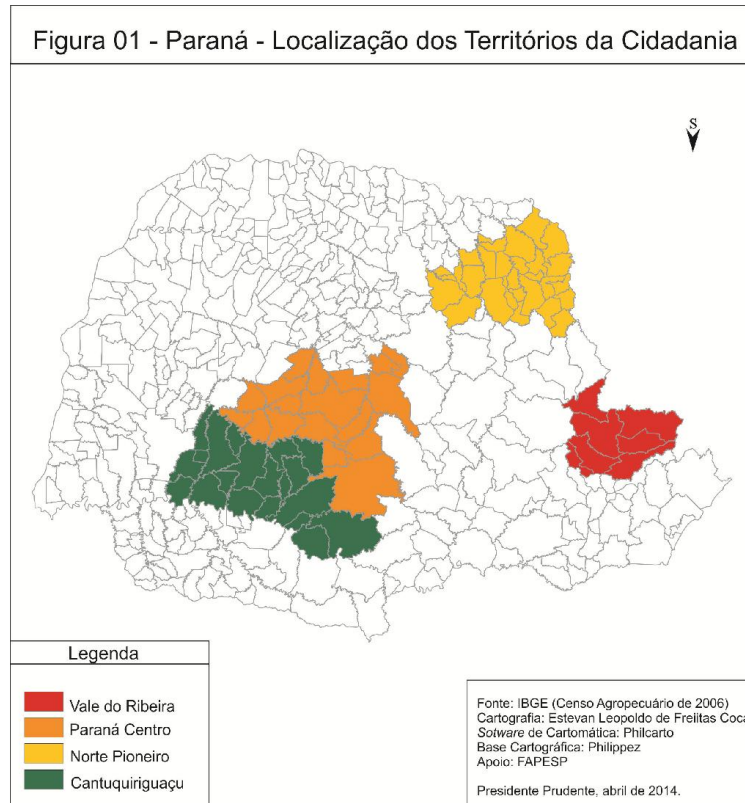 Figura 01 - Paraná - Localização dos Territórios da Cidadania
S
Legenda
Vale do Ribeira
Paraná Centro
Norte Pioneiro
Cantuquiriguaçu
Fonte: IBGE (Censo Agropecuário de 2006)
Cartografia: Estevan Leopoldo de Freiitas Coca
Sotware de Cartomática: Philcarto
Base Cartográfica: Philippez
Apoio: FAPESP
Presidente Prudente, abril de 2014.